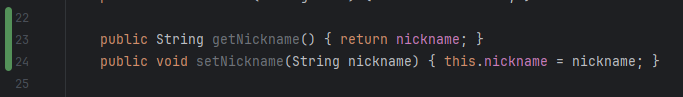 22
23 public String getNickname() { return nickname; }
24 public void setNickname(String nickname) { this.nickname = nickname; }
25